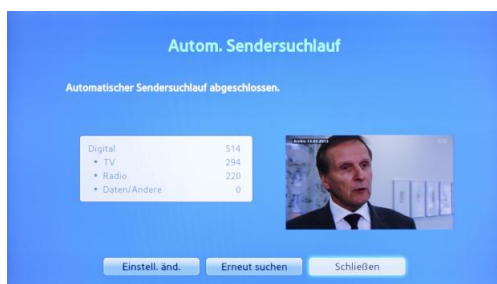 Autom. Sendersuchlauf
Automatischer Sendersuchlauf abgeschlossen.
Digital 514
• TV 294
• Radio 220
• Daten/Andere 0
Einstell. änd. Erneut suchen Schließen